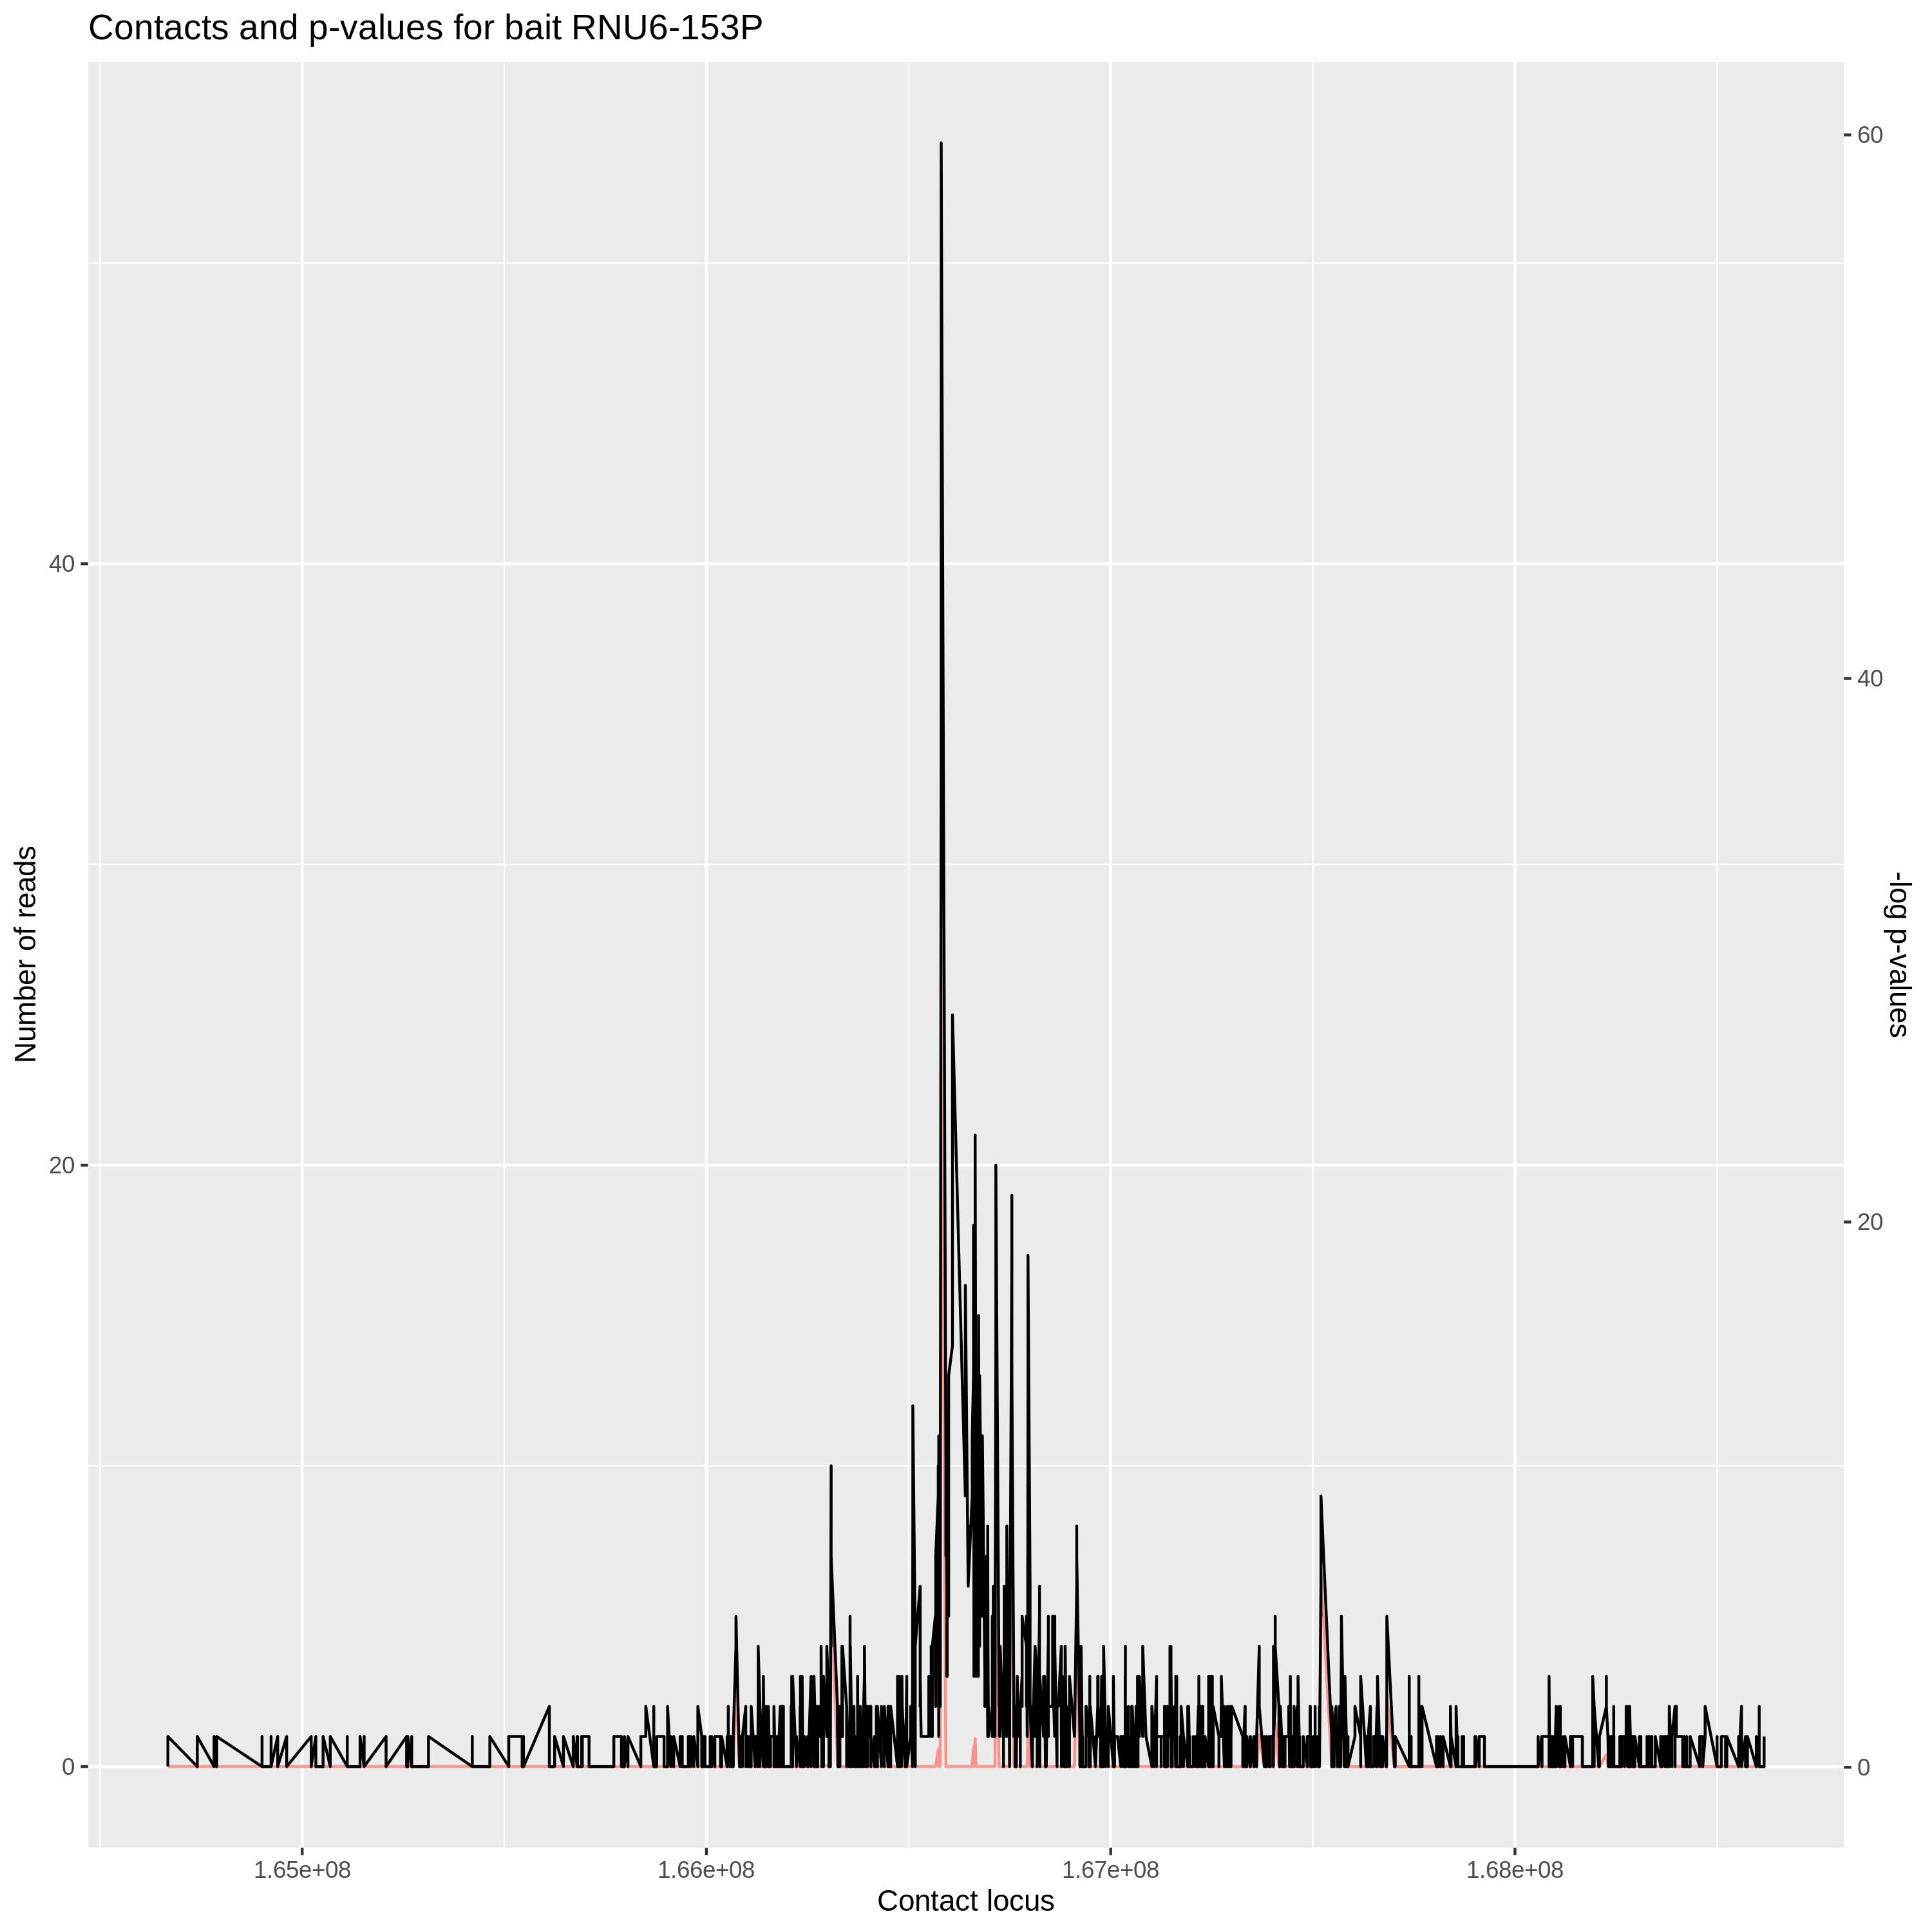 Contacts and p-values for bait RNU6-153P
60
40
40
20
20
0
0
Number of reads
-log p-values
1.65e+08 1.66e+08 1.67e+08 1.68e+08
Contact locus